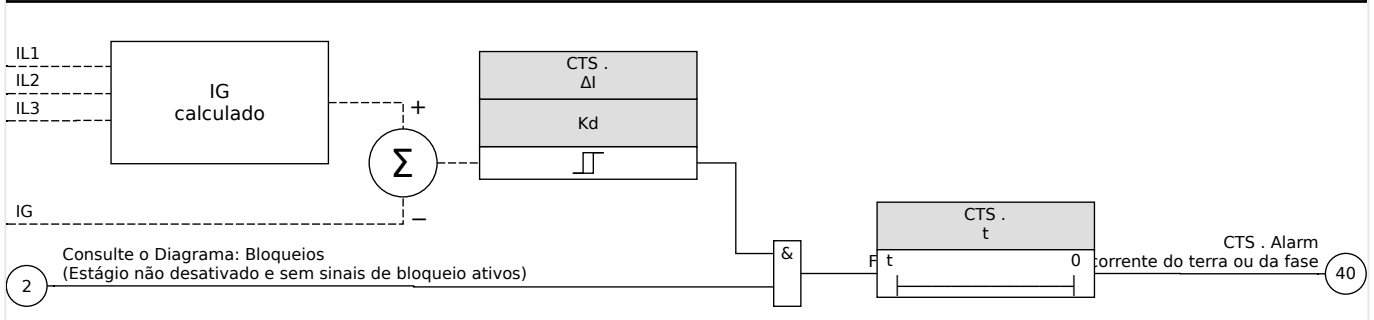 IL1
IL2
IL3
IG
calculado
+
Σ
−
IG
CTS .
ΔI
Kd
Consulte o Diagrama: Bloqueios
(Estágio não desativado e sem sinais de bloqueio ativos)
2
&
CTS .
t
t 0
CTS . Alarm
corrente do terra ou da fase
40